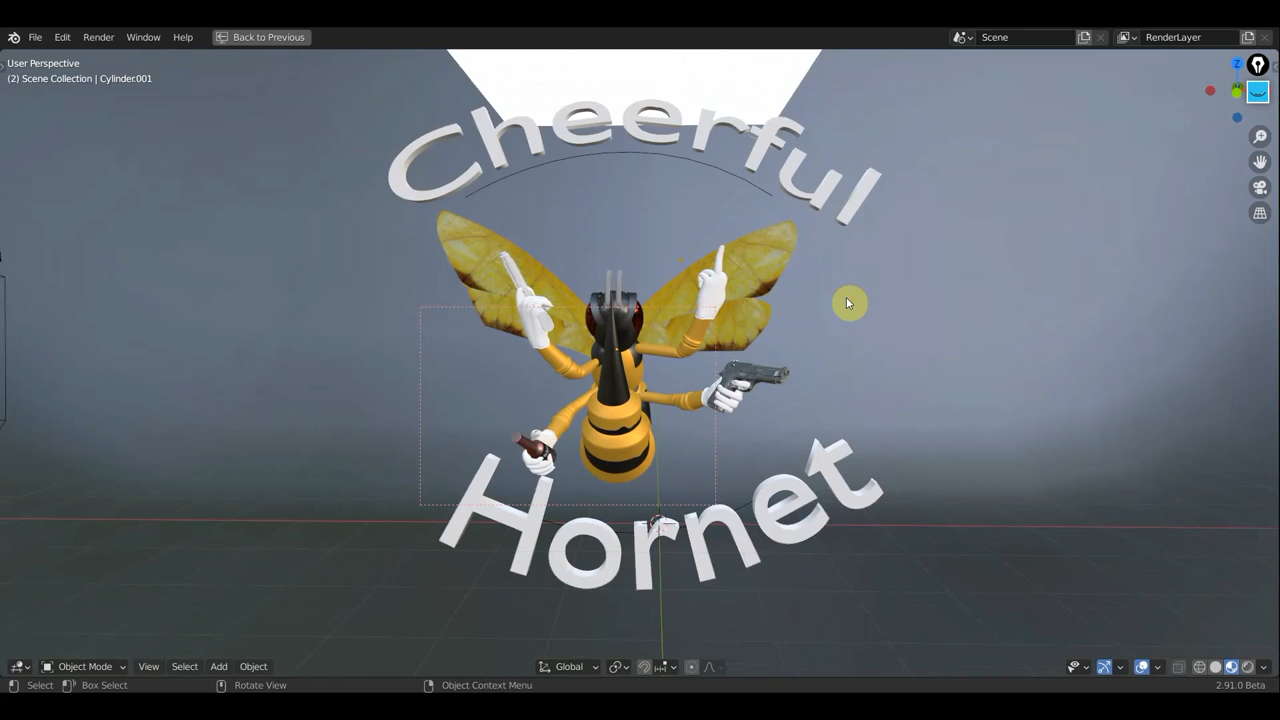 File Edit Render Window Help Back to Previous Scene RenderLayer
User Perspective
(2) Scene Collection | Cylinder.001
Z
Cheerful
Hornet
Object Mode View Select Add Object Global
Select Box Select Rotate View Object Context Menu 2.91.0 Beta